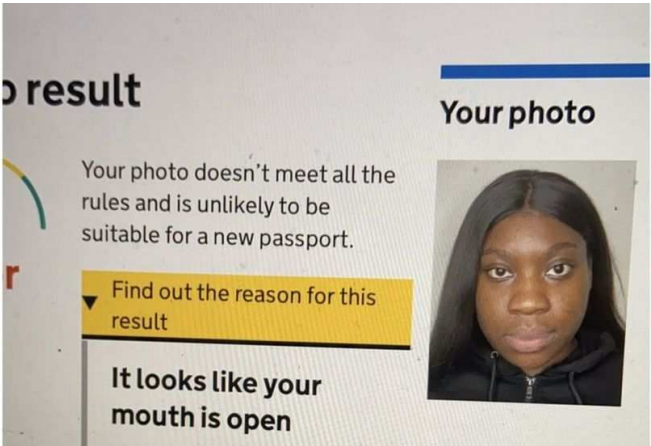 o result
Your photo
Your photo doesn't meet all the
rules and is unlikely to be
suitable for a new passport.
r
Find out the reason for this
result
It looks like your
mouth is open